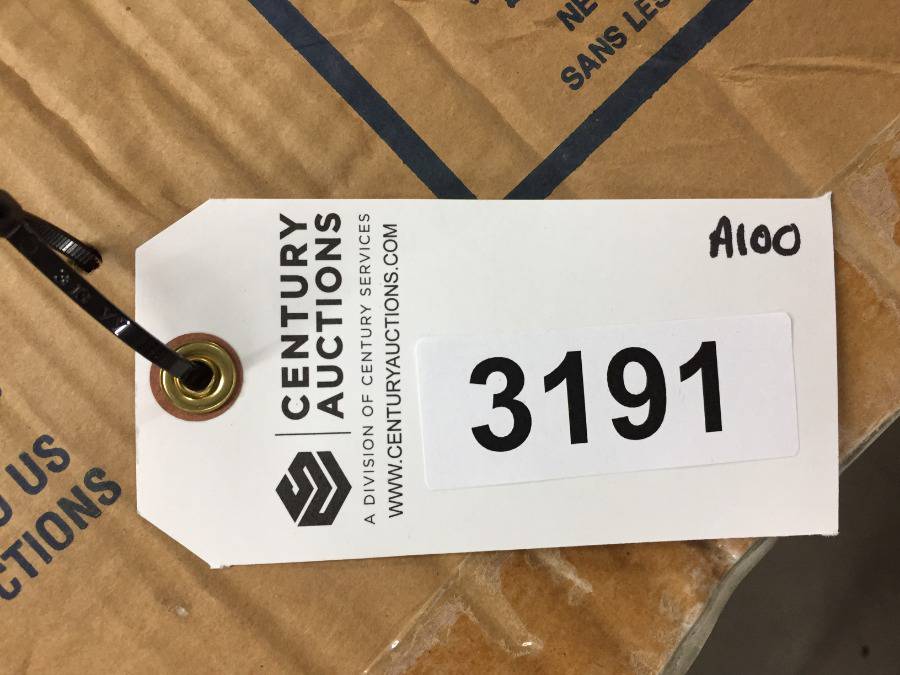 CENTURY
AUCTIONS
A DIVISION OF CENTURY SERVICES
WWW.CENTURYAUCTIONS.COM
A100
3191
NE
SANS LES
US
CTIONS